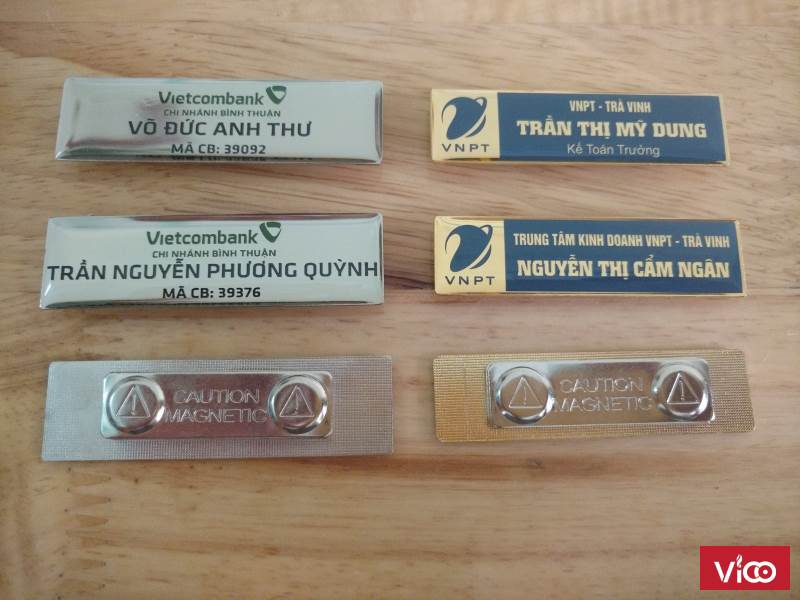 Vietcombank
CHI NHÁNH BÌNH THUẬN
VÕ ĐỨC ANH THƯ
MÃ CB: 39092
VNPT
VNPT - TRÀ VINH
TRẦN THỊ MỸ DUNG
Kế Toán Trưởng
Vietcombank
CHI NHÁNH BÌNH THUẬN
TRẦN NGUYỄN PHƯƠNG QUỲNH
MÃ CB: 39376
VNPT
TRUNG TÂM KINH DOANH VNPT - TRÀ VINH
NGUYỄN THỊ CẨM NGÂN
CAUTION
MAGNETIC
CAUTION
MAGNETIC
VICO